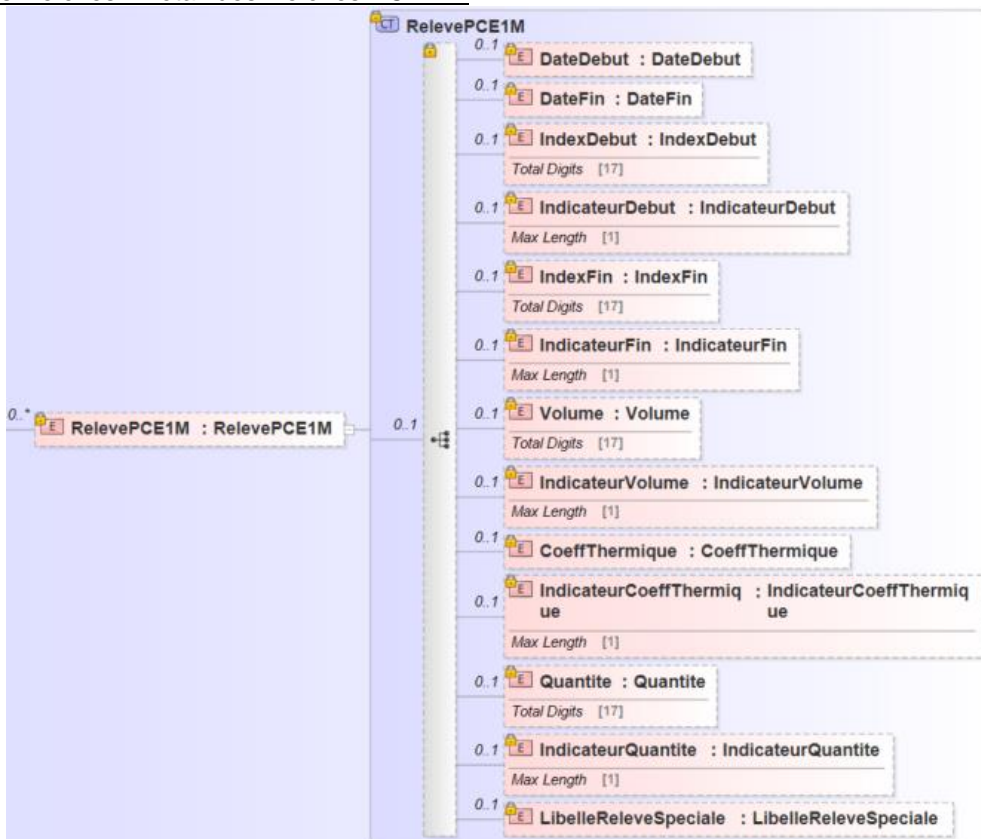 CT RelevePCE1M
0..1 E DateDebut : DateDebut
0..1 E DateFin : DateFin
0..1 E IndexDebut : IndexDebut
Total Digits [17]
0..1 E IndicateurDebut : IndicateurDebut
Max Length [1]
0..1 E IndexFin : IndexFin
Total Digits [17]
0..1 E IndicateurFin : IndicateurFin
Max Length [1]
0..* E RelevePCE1M : RelevePCE1M
0..1
0..1 E Volume : Volume
Total Digits [17]
0..1 E IndicateurVolume : IndicateurVolume
Max Length [1]
0..1 E CoeffThermique : CoeffThermique
0..1 E IndicateurCoeffThermiq : IndicateurCoeffThermiq
ue ue
Max Length [1]
0..1 E Quantite : Quantite
Total Digits [17]
0..1 E IndicateurQuantite : IndicateurQuantite
Max Length [1]
0..1 E LibelleReleveSpeciale : LibelleReleveSpeciale